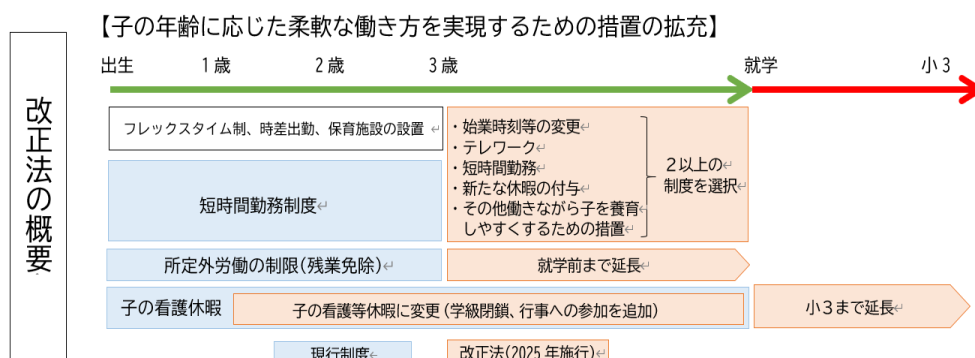 【子の年齢に応じた柔軟な働き方を実現するための措置の拡充】
改正法の概要
出生 1歳 2歳 3歳 就学 小3
フレックスタイム制、時差出勤、保育施設の設置
短時間勤務制度
・始業時刻等の変更
・テレワーク
・短時間勤務
・新たな休暇の付与
・その他働きながら子を養育
しやすくするための措置
2以上の
制度を選択
所定外労働の制限(残業免除)
就学前まで延長
子の看護休暇
子の看護等休暇に変更(学級閉鎖、行事への参加を追加)
小3まで延長
現行制度
改正法(2025年施行)